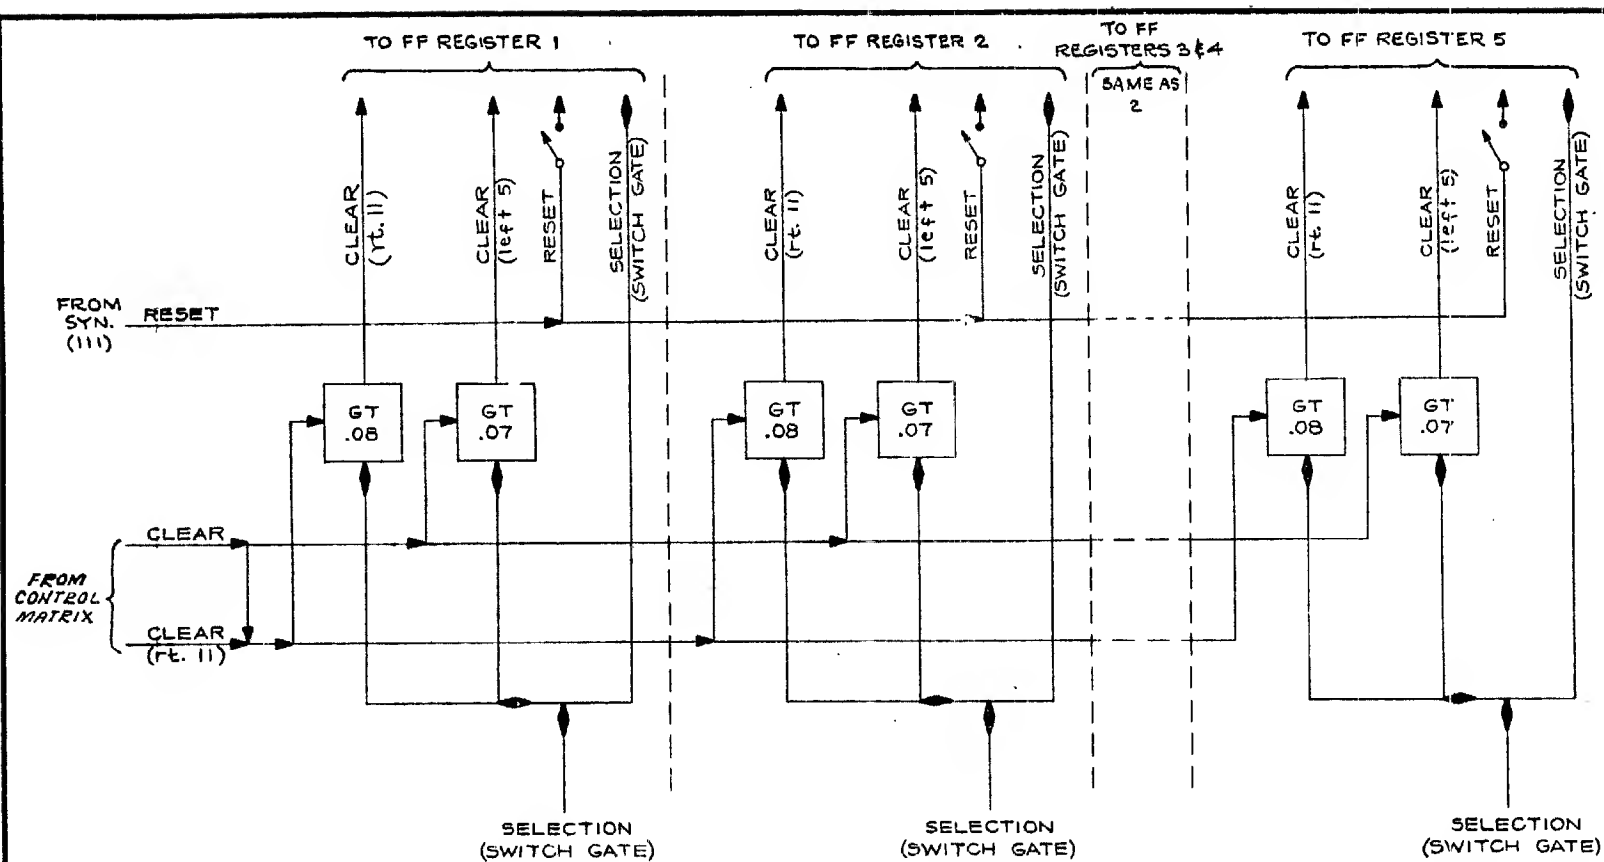 TO FF REGISTER 1
TO FF REGISTER 2
TO FF
REGISTERS 3 & 4
SAME AS
2
TO FF REGISTER 5
CLEAR
(rt. 11)
CLEAR
(left 5)
RESET
SELECTION
(SWITCH GATE)
CLEAR
(rt. 11)
CLEAR
(left 5)
RESET
SELECTION
(SWITCH GATE)
CLEAR
(rt. 11)
CLEAR
(left 5)
RESET
SELECTION
(SWITCH GATE)
FROM
SYN.
(111)
RESET
GT
.08
GT
.07
GT
.08
GT
.07
GT
.08
GT
.07
FROM
CONTROL
MATRIX
CLEAR
CLEAR
(rt. 11)
SELECTION
(SWITCH GATE)
SELECTION
(SWITCH GATE)
SELECTION
(SWITCH GATE)